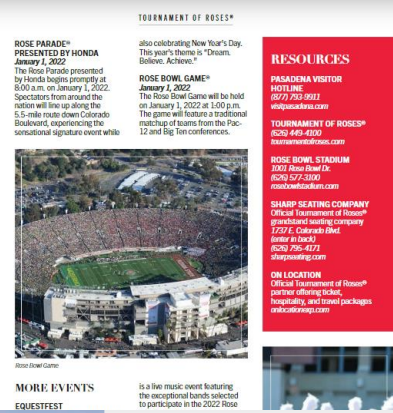 TOURNAMENT OF ROSES®
ROSE PARADE®
PRESENTED BY HONDA
January 1, 2022
The Rose Parade presented
by Honda begins promptly at
8:00 a.m. on January 1, 2022.
Spectators from around the
nation will line up along the
5.5-mile route down Colorado
Boulevard, experiencing the
sensational signature event while
also celebrating New Year's Day.
This year's theme is "Dream.
Believe. Achieve."
ROSE BOWL GAME®
January 1, 2022
The Rose Bowl Game will be held
on January 1, 2022 at 1:00 p.m.
The game will feature a traditional
matchup of teams from the Pac-
12 and Big Ten conferences.
Rose Bowl Game
MORE EVENTS
EQUESTFEST
is a live music event featuring
the exceptional bands selected
to participate in the 2022 Rose
RESOURCES
PASADENA VISITOR
HOTLINE
(877) 793-9911
visitpasadena.com
TOURNAMENT OF ROSES®
(626) 449-4100
tournamentofroses.com
ROSE BOWL STADIUM
1001 Rose Bowl Dr.
(626) 577-3100
rosebowlstadium.com
SHARP SEATING COMPANY
Official Tournament of Roses®
grandstand seating company
1737 E. Colorado Blvd.
(enter in back)
(626) 795-4171
sharpseating.com
ON LOCATION
Official Tournament of Roses®
partner offering ticket,
hospitality, and travel packages
onlocationexp.com